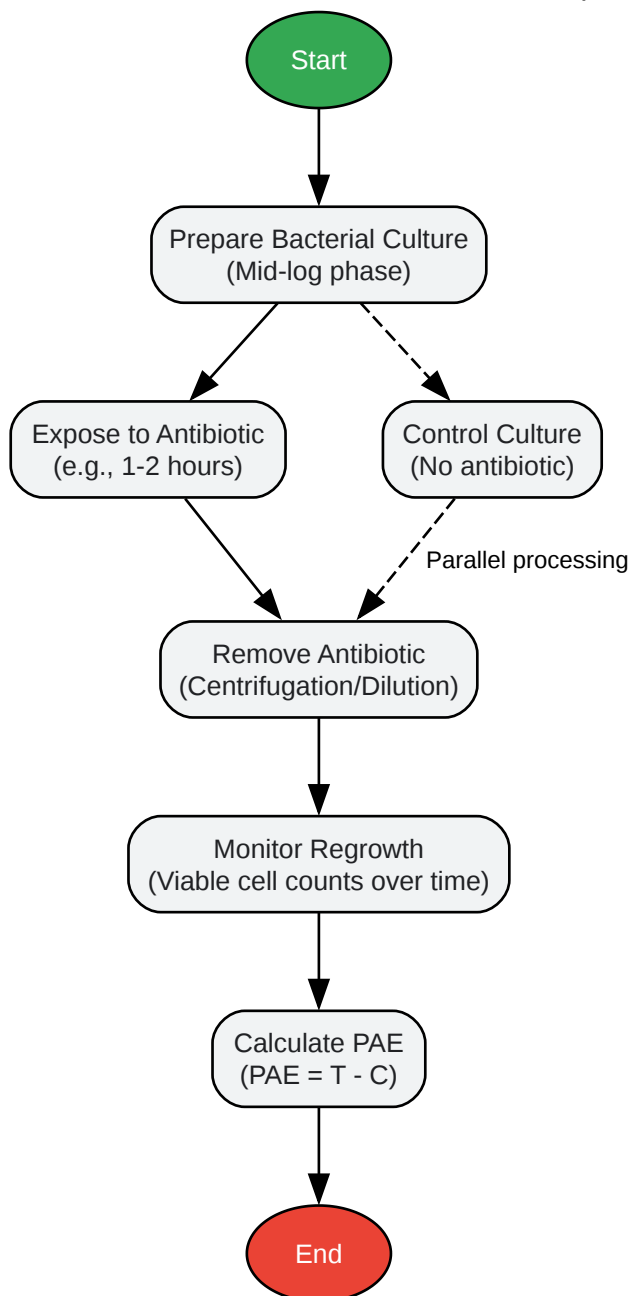 Start
Prepare Bacterial Culture
(Mid-log phase)
Expose to Antibiotic
(e.g., 1-2 hours)
Control Culture
(No antibiotic)
Parallel processing
Remove Antibiotic
(Centrifugation/Dilution)
Monitor Regrowth
(Viable cell counts over time)
Calculate PAE
(PAE = T - C)
End